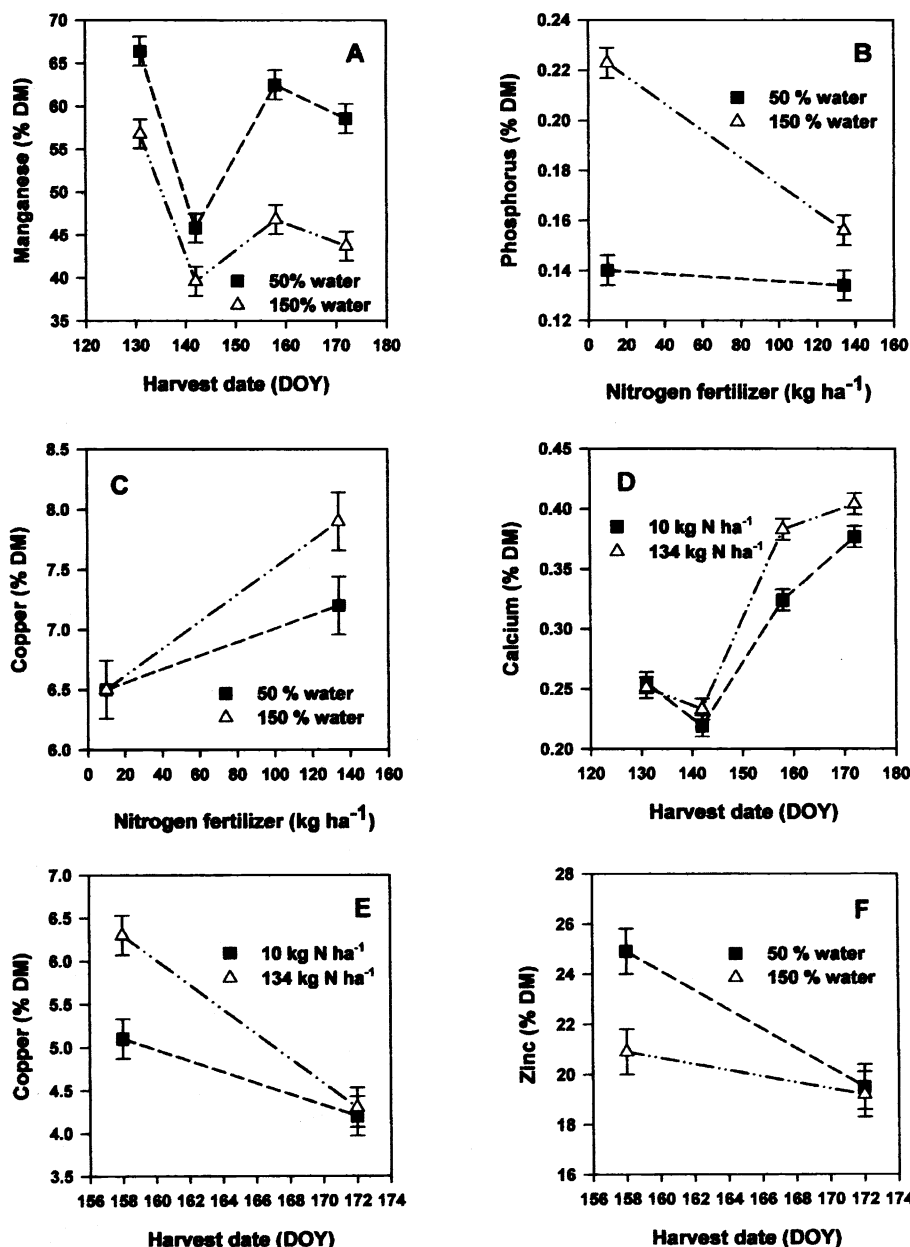 A
Manganese (% DM)
70
65
60
55
50
45
40
35
50% water
150% water
120 130 140 150 160 170 180
Harvest date (DOY)
B
Phosphorus (% DM)
0.24
0.22
0.20
0.18
0.16
0.14
0.12
50 % water
150 % water
0 20 40 60 80 100 120 140 160
Nitrogen fertilizer (kg ha⁻¹)
C
Copper (% DM)
8.5
8.0
7.5
7.0
6.5
6.0
50 % water
150 % water
0 20 40 60 80 100 120 140 160
Nitrogen fertilizer (kg ha⁻¹)
D
Calcium (% DM)
0.45
0.40
0.35
0.30
0.25
0.20
10 kg N ha⁻¹
134 kg N ha⁻¹
120 130 140 150 160 170 180
Harvest date (DOY)
E
Copper (% DM)
7.0
6.5
6.0
5.5
5.0
4.5
4.0
3.5
10 kg N ha⁻¹
134 kg N ha⁻¹
156 158 160 162 164 166 168 170 172 174
Harvest date (DOY)
F
Zinc (% DM)
28
26
24
22
20
18
16
50 % water
150 % water
156 158 160 162 164 166 168 170 172 174
Harvest date (DOY)